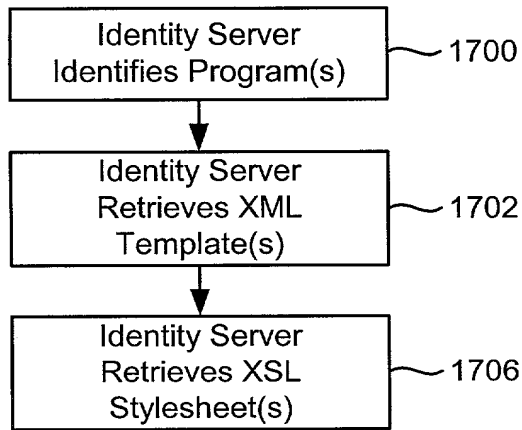 Identity Server
Identifies Program(s)
1700
Identity Server
Retrieves XML
Template(s)
1702
Identity Server
Retrieves XSL
Stylesheet(s)
1706